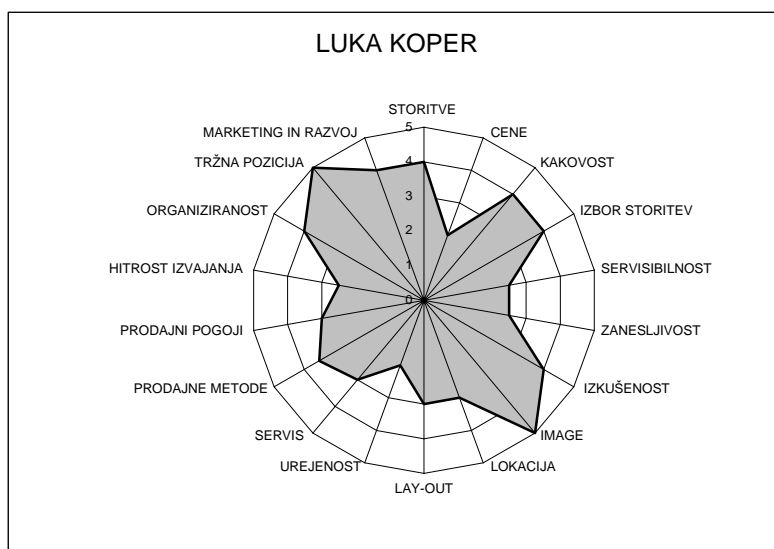 LUKA KOPER
STORITVE
CENE
KAKOVOST
IZBOR STORITEV
SERVISIBILNOST
ZANESLJIVOST
IZKUŠENOST
IMAGE
LOKACIJA
LAY-OUT
UREJENOST
SERVIS
PRODAJNE METODE
PRODAJNI POGOJI
HITROST IZVAJANJA
ORGANIZIRANOST
TRŽNA POZICIJA
MARKETING IN RAZVOJ
5
4
3
2
1
0